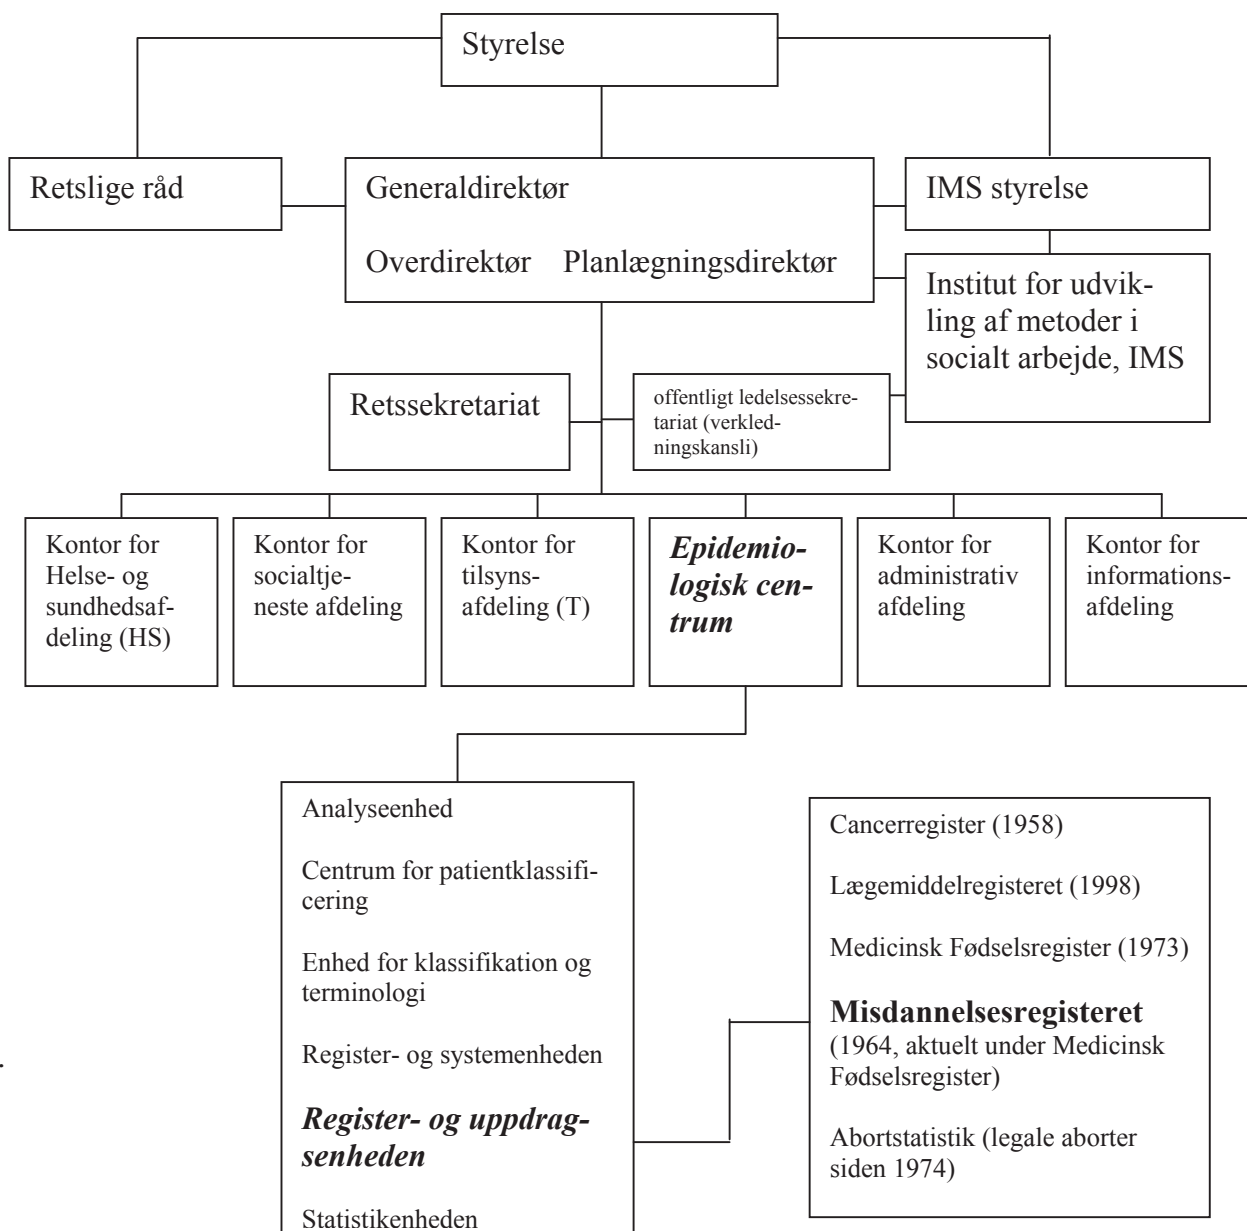 Styrelse
Retslige råd
Generaldirektør
Overdirektør Planlægningsdirektør
IMS styrelse
Institut for udvik-
ling af metoder i
socialt arbejde, IMS
Retssekretariat
offentligt ledelsessekre-
tariat (verkled-
ningskansli)
Kontor for
Helse- og
sundhedsaf-
deling (HS)
Kontor for
socialtje-
neste afdeling
Kontor for
tilsyns-
afdeling (T)
Epidemio-
logisk cen-
trum
Kontor for
administrativ
afdeling
Kontor for
informations-
afdeling
Analyseenhed
Centrum for patientklassifi-
cering
Enhed for klassifikation og
terminologi
Register- og systemenheden
Register- og uppdrag-
senheden
Statistikenheden
Cancerregister (1958)
Lægemiddelregisteret (1998)
Medicinsk Fødselsregister (1973)
Misdannelsesregisteret
(1964, aktuelt under Medicinsk
Fødselsregister)
Abortstatistik (legale aborter
siden 1974)
.